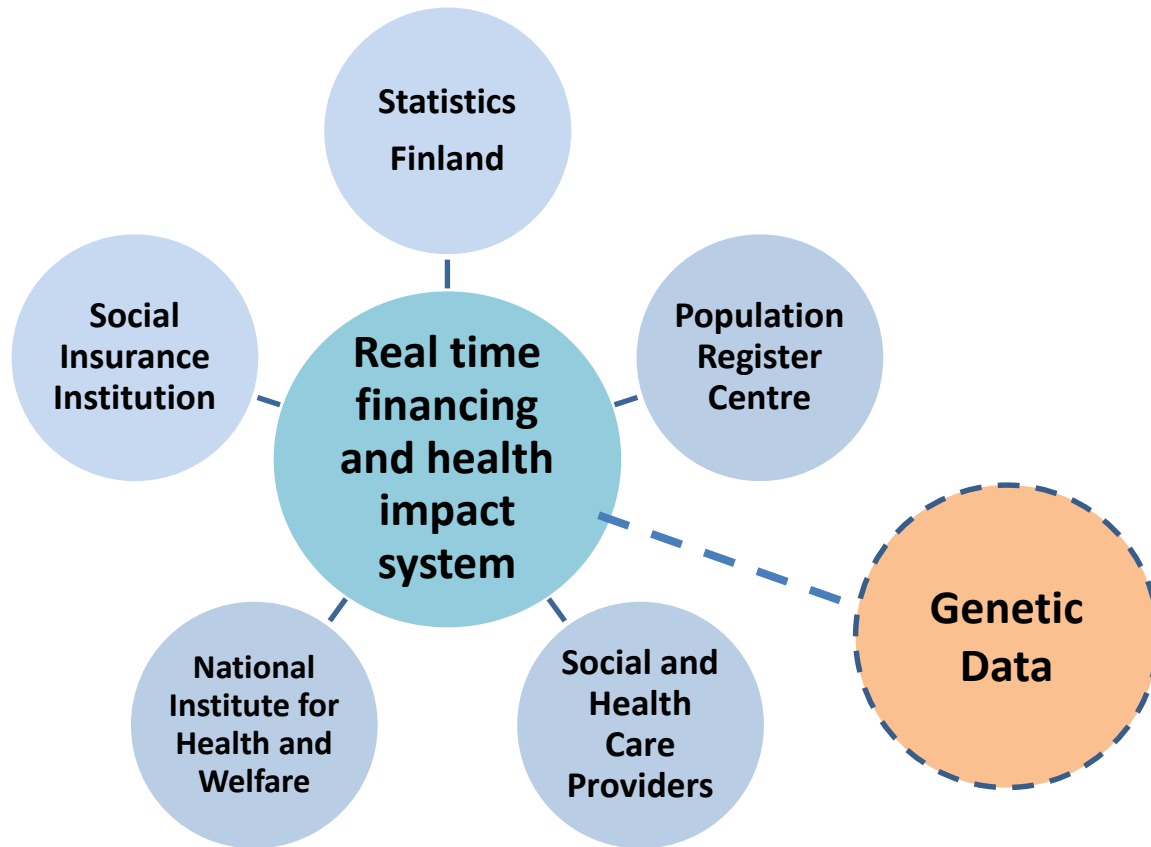 Statistics
Finland
Social
Insurance
Institution
Population
Register
Centre
Real time
financing
and health
impact
system
Genetic
Data
National
Institute for
Health and
Welfare
Social and
Health
Care
Providers